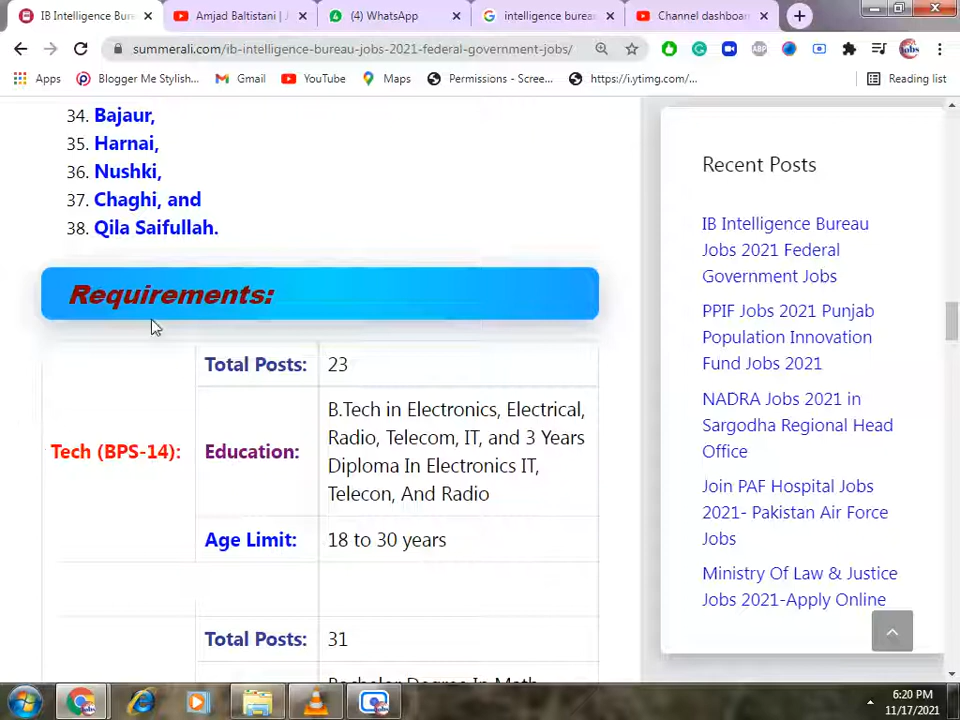 IB Intelligence Bur
Amjad Baltistani | J
(4) WhatsApp
intelligence burea
Channel dashboar
summerali.com/ib-intelligence-bureau-jobs-2021-federal-government-jobs/
ABP
Apps
Blogger Me Stylish...
Gmail
YouTube
Maps
Permissions - Scree...
https://i.ytimg.com/...
Reading list
34. Bajaur,
35. Harnai,
36. Nushki,
37. Chaghi, and
38. Qila Saifullah.
Requirements:
Total Posts: 23
Tech (BPS-14):
Education:
B.Tech in Electronics, Electrical,
Radio, Telecom, IT, and 3 Years
Diploma In Electronics IT,
Telecon, And Radio
Age Limit: 18 to 30 years
Total Posts: 31
Bachelor Degree In Math
Recent Posts
IB Intelligence Bureau
Jobs 2021 Federal
Government Jobs
PPIF Jobs 2021 Punjab
Population Innovation
Fund Jobs 2021
NADRA Jobs 2021 in
Sargodha Regional Head
Office
Join PAF Hospital Jobs
2021- Pakistan Air Force
Jobs
Ministry Of Law & Justice
Jobs 2021-Apply Online
6:20 PM
11/17/2021